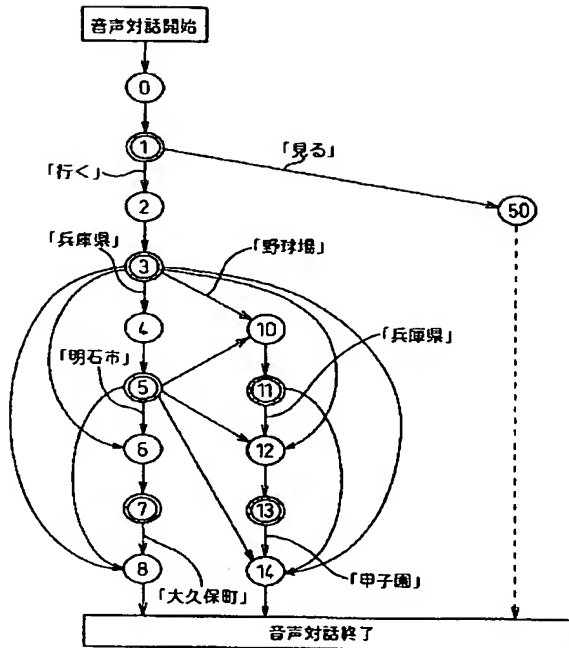 音声対話開始
0
1
「見る」
「行く」
2
50
「兵庫県」
3
「野球場」
4
10
「兵庫県」
「明石市」
5
11
6
12
7
13
8
14
「大久保町」
「甲子園」
音声対話終了